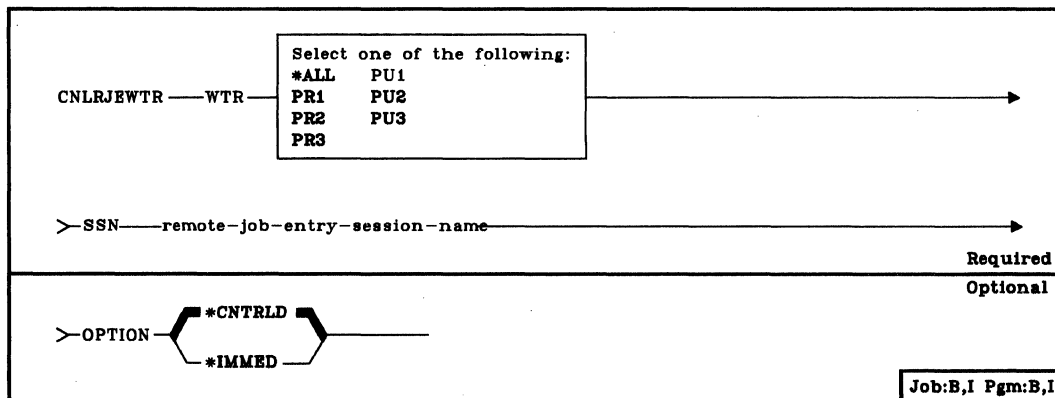 Select one of the following:
*ALL PU1
CNLRJEWTR WTR PR1 PU2
PR2 PU3
PR3
>SSN remote-job-entry-session-name
Required
Optional
*CNTRLD
>OPTION
*IMMED
Job:B,I Pgm:B,I